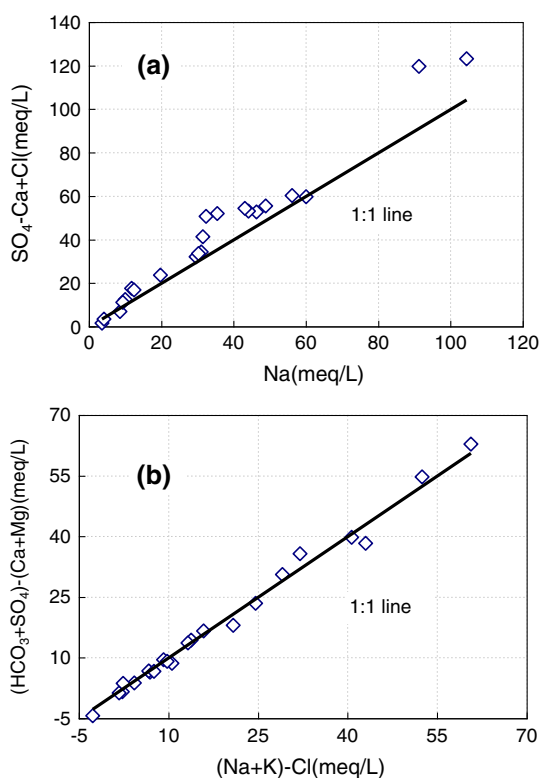 (a)
SO₄-Ca+Cl(meq/L)
140
120
100
80
60
40
20
0
1:1 line
0 20 40 60 80 100 120
Na(meq/L)
(b)
(HCO₃+SO₄)-(Ca+Mg)(meq/L)
70
55
40
25
10
-5
1:1 line
-5 10 25 40 55 70
(Na+K)-Cl(meq/L)